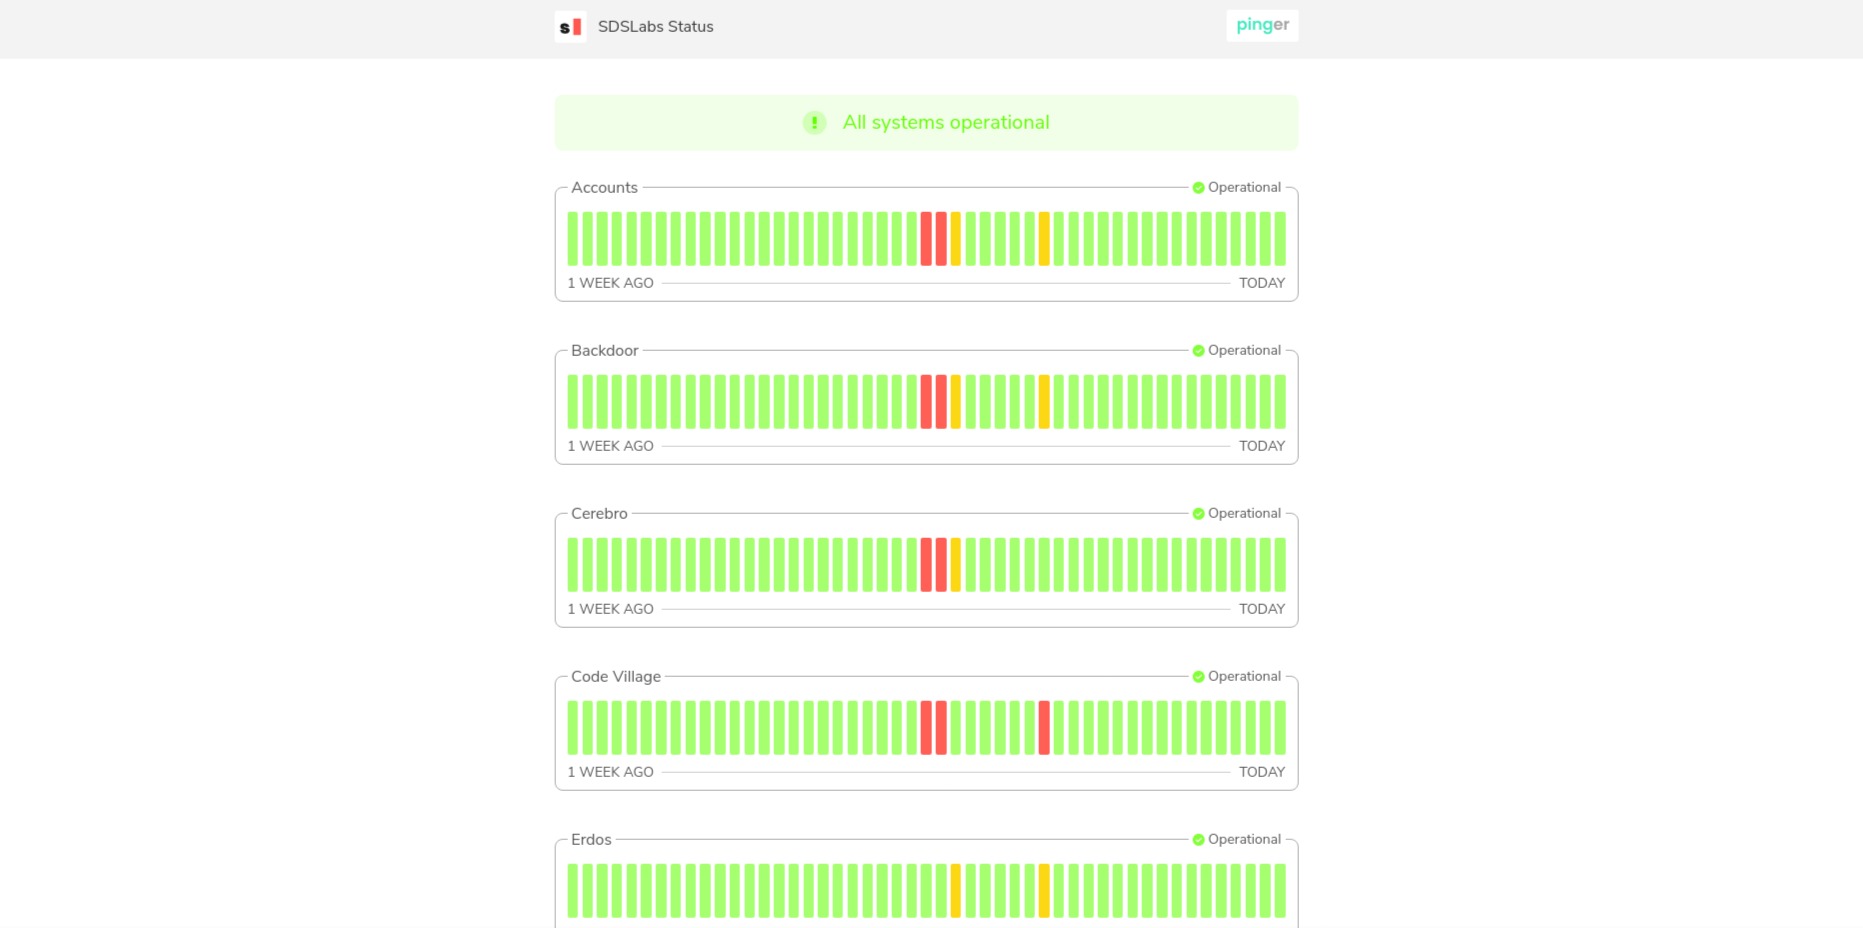 s SDSLabs Status pinger
! All systems operational
Accounts Operational
1 WEEK AGO TODAY
Backdoor Operational
1 WEEK AGO TODAY
Cerebro Operational
1 WEEK AGO TODAY
Code Village Operational
1 WEEK AGO TODAY
Erdos Operational